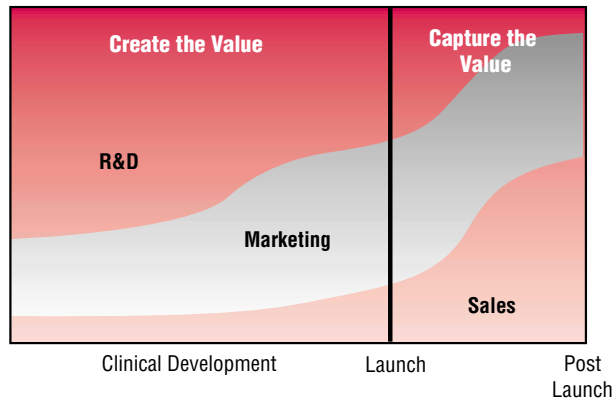 Create the Value
Capture the
Value
R&D
Marketing
Sales
Clinical Development
Launch
Post
Launch